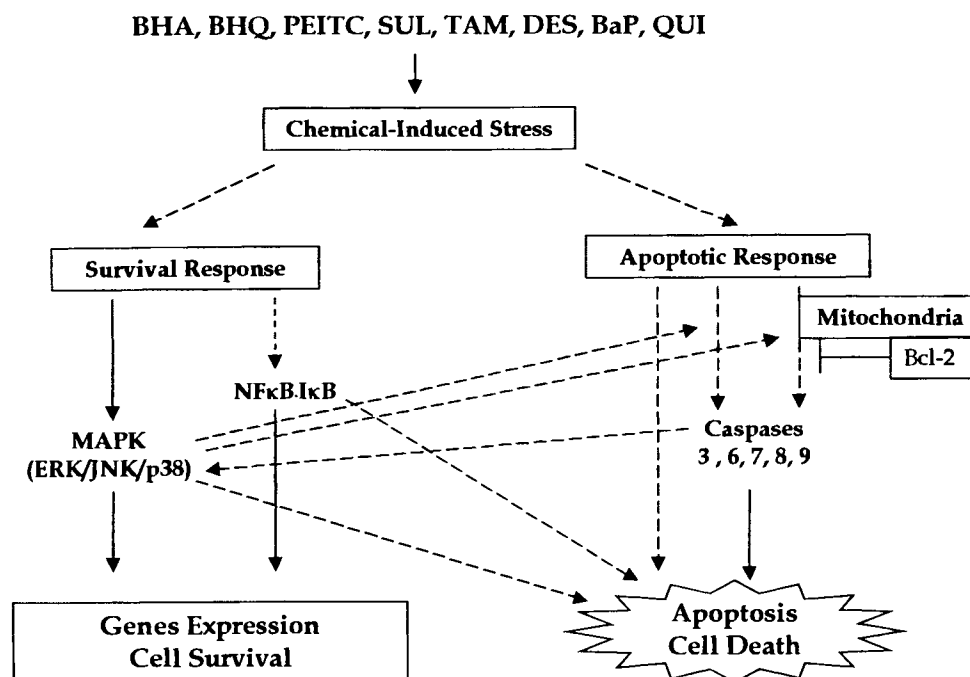 BHA, BHQ, PEITC, SUL, TAM, DES, BaP, QUI
Chemical-Induced Stress
Survival Response
Apoptotic Response
Mitochondria
Bcl-2
NFκB.IκB
MAPK
(ERK/JNK/p38)
Caspases
3 , 6, 7, 8, 9
Genes Expression
Cell Survival
Apoptosis
Cell Death